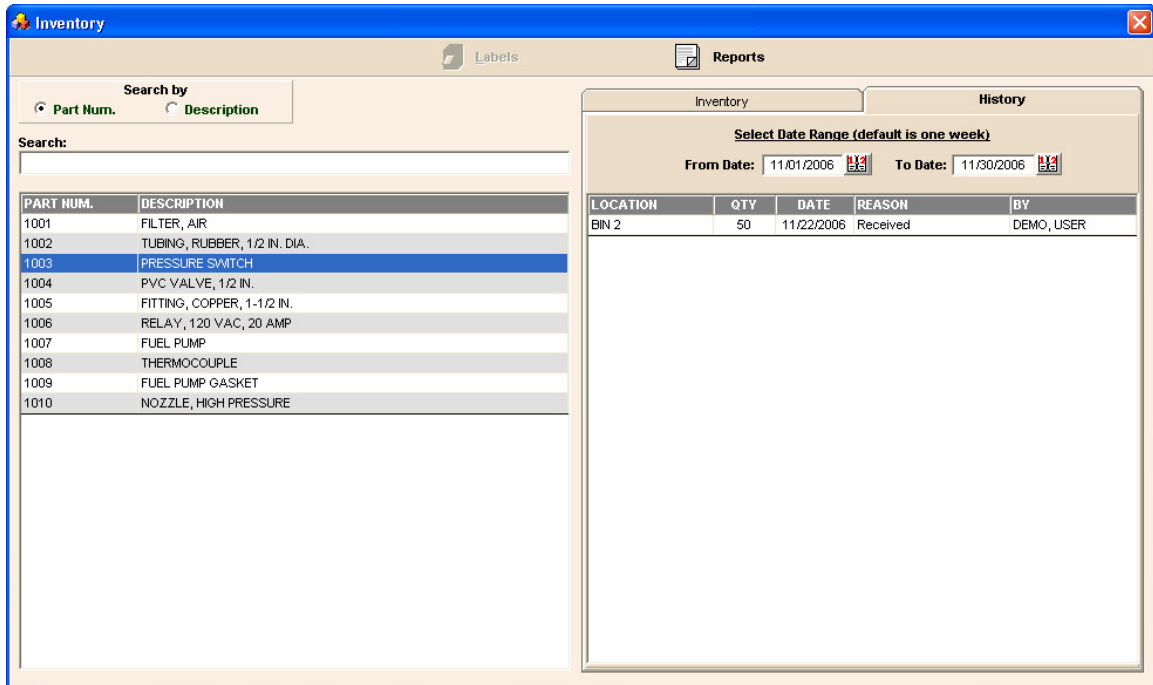 Inventory
Labels Reports
Search by
Part Num. Description
Search:
PART NUM. DESCRIPTION
1001 FILTER, AIR
1002 TUBING, RUBBER, 1/2 IN. DIA.
1003 PRESSURE SWITCH
1004 PVC VALVE, 1/2 IN.
1005 FITTING, COPPER, 1-1/2 IN.
1006 RELAY, 120 VAC, 20 AMP
1007 FUEL PUMP
1008 THERMOCOUPLE
1009 FUEL PUMP GASKET
1010 NOZZLE, HIGH PRESSURE
Inventory History
Select Date Range (default is one week)
From Date: 11/01/2006 To Date: 11/30/2006
LOCATION QTY DATE REASON BY
BIN 2 50 11/22/2006 Received DEMO, USER